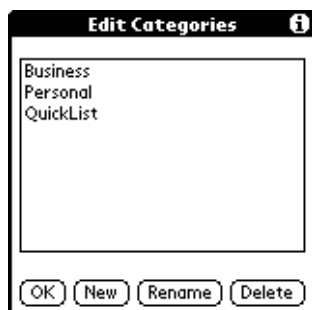 Edit Categories i
Business
Personal
QuickList
OK New Rename Delete